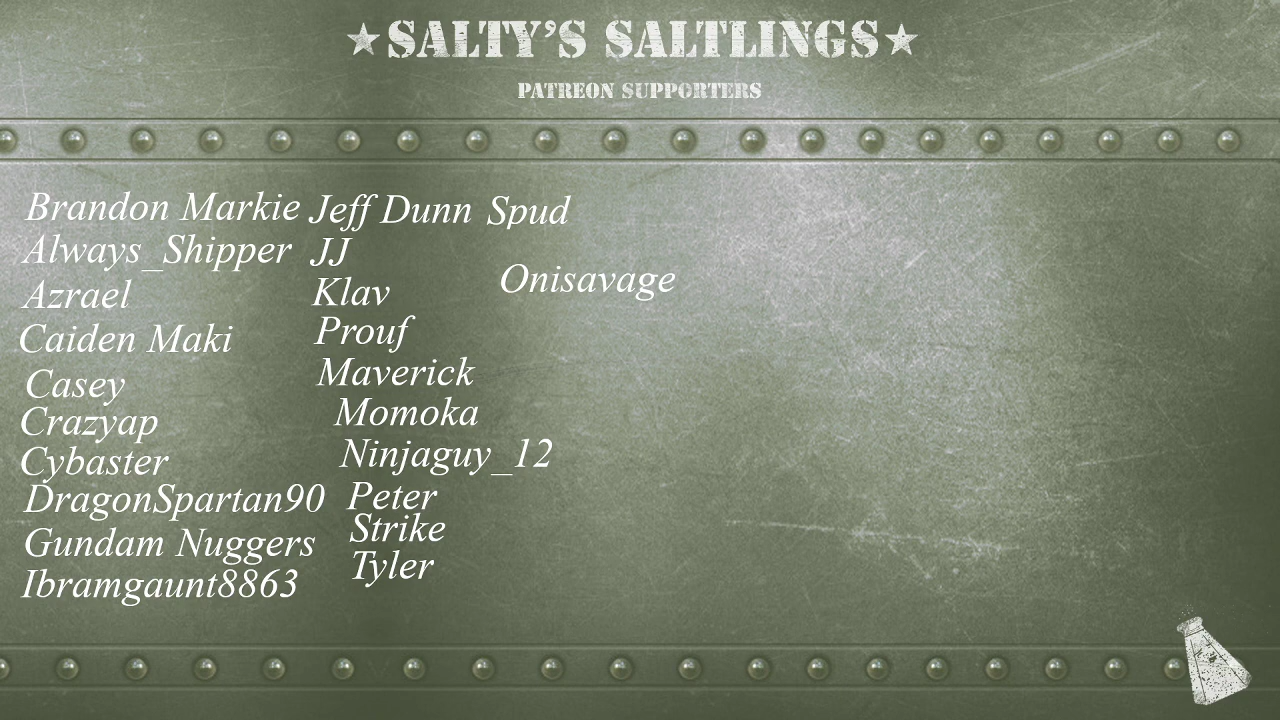 ★SALTY'S SALTLINGS★
PATREON SUPPORTERS
Brandon Markie
Always_Shipper
Azrael
Caiden Maki
Casey
Crazyap
Cybaster
DragonSpartan90
Gundam Nuggers
Ibramgaunt8863
Jeff Dunn
JJ
Klav
Prouf
Maverick
Momoka
Ninjaguy_12
Peter
Strike
Tyler
Spud
Onisavage